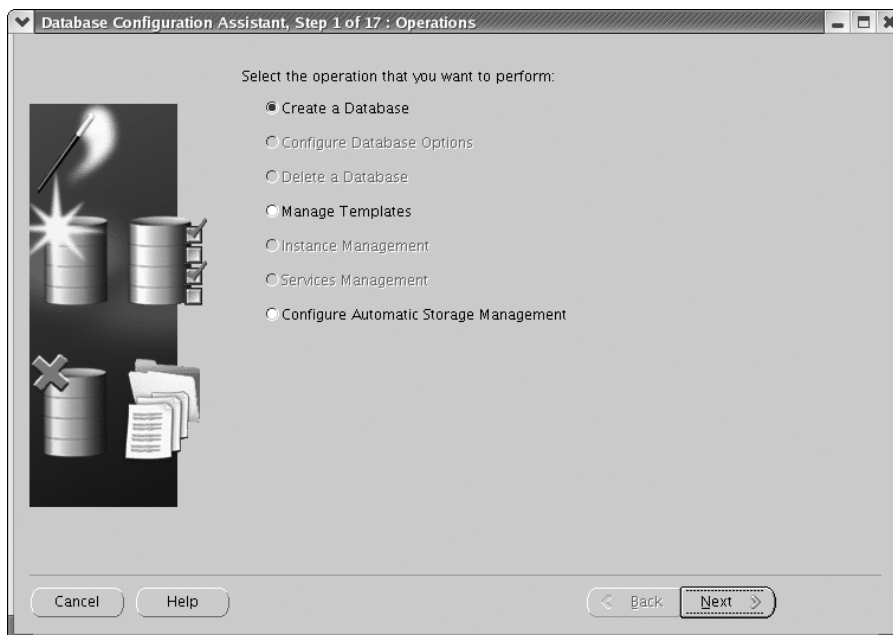 Database Configuration Assistant, Step 1 of 17 : Operations
Select the operation that you want to perform:
Create a Database
Configure Database Options
Delete a Database
Manage Templates
Instance Management
Services Management
Configure Automatic Storage Management
Cancel
Help
Back
Next